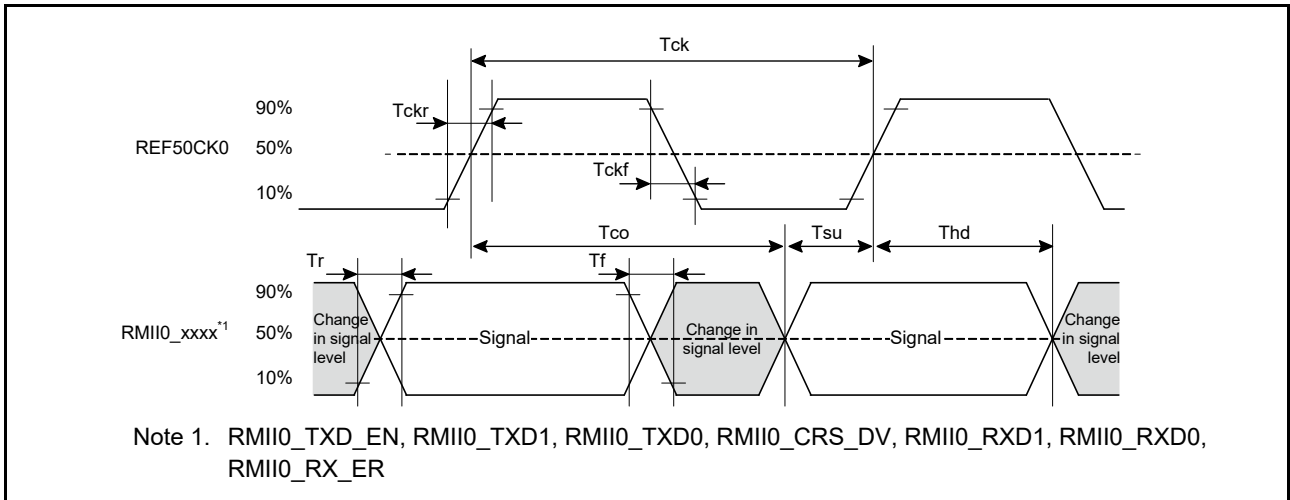 Tck
90%
Tckr
REF50CK0 50%
Tckf
10%
Tco Tsu Thd
Tr Tf
90%
RMII0_xxxx*1 50%
Change in signal level
Signal
Change in signal level
Signal
Change in signal level
10%
Note 1. RMII0_TXD_EN, RMII0_TXD1, RMII0_TXD0, RMII0_CRS_DV, RMII0_RXD1, RMII0_RXD0,
RMII0_RX_ER